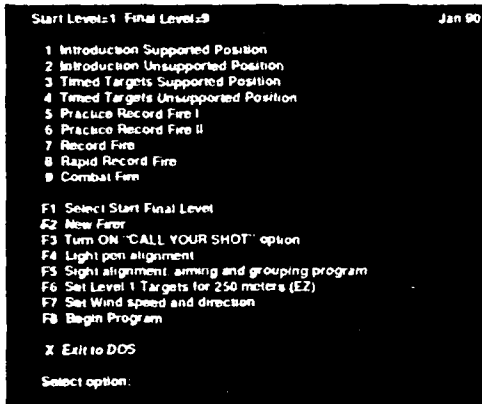 Start Level=1 Final Level=9 Jan 90
1 Introduction Supported Position
2 Introduction Unsupported Position
3 Timed Targets Supported Position
4 Timed Targets Unsupported Position
5 Practice Record Fire I
6 Practice Record Fire II
7 Record Fire
8 Rapid Record Fire
9 Combat Fire
F1 Select Start Final Level
F2 New Firer
F3 Turn ON "CALL YOUR SHOT" option
F4 Light pen alignment
F5 Sight alignment, aiming and grouping program
F6 Set Level 1 Targets for 250 meters (EZ)
F7 Set Wind speed and direction
F8 Begin Program
X Exit to DOS
Select option: